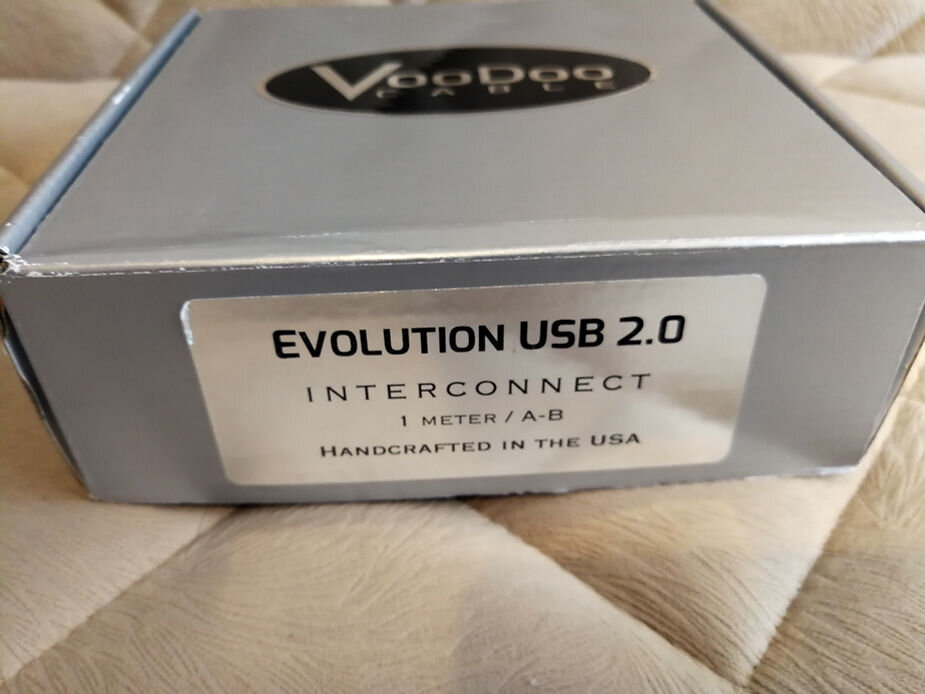 VooDoo
CABLE
EVOLUTION USB 2.0
INTERCONNECT
1 METER / A-B
HANDCRAFTED IN THE USA